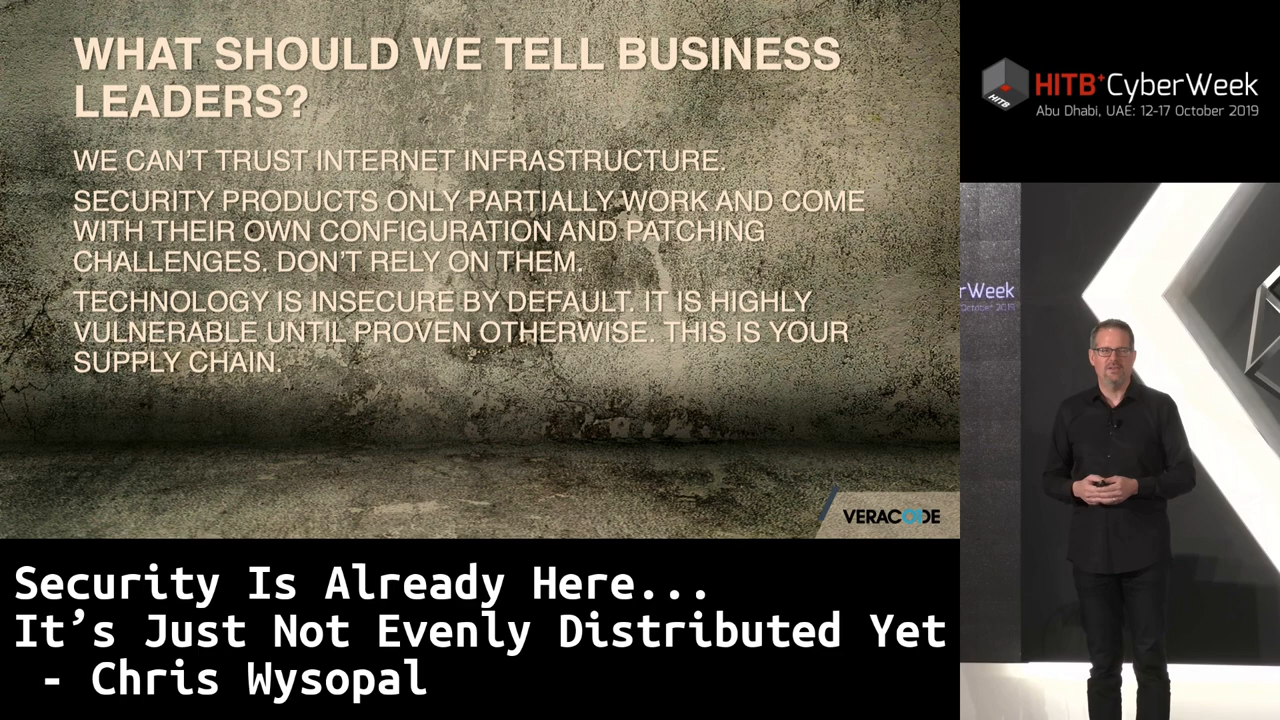 WHAT SHOULD WE TELL BUSINESS
LEADERS?
WE CAN'T TRUST INTERNET INFRASTRUCTURE.
SECURITY PRODUCTS ONLY PARTIALLY WORK AND COME
WITH THEIR OWN CONFIGURATION AND PATCHING
CHALLENGES. DON'T RELY ON THEM.
TECHNOLOGY IS INSECURE BY DEFAULT. IT IS HIGHLY
VULNERABLE UNTIL PROVEN OTHERWISE. THIS IS YOUR
SUPPLY CHAIN.
VERACODE
HITB
HITB+CyberWeek
Abu Dhabi, UAE: 12-17 October 2019
rWeek
October 2019
Security Is Already Here...
It’s Just Not Evenly Distributed Yet
- Chris Wysopal